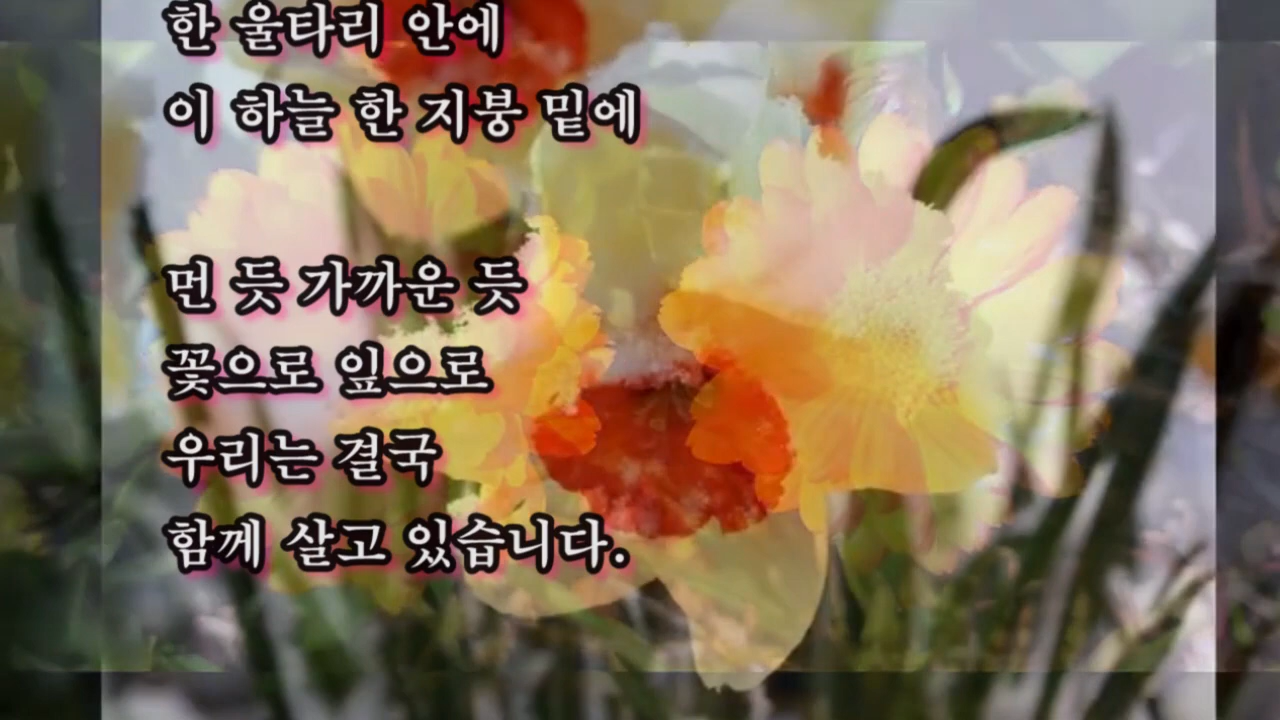 한 울타리 안에
이 하늘 한 지붕 밑에
먼 듯 가까운 듯
꽃으로 잎으로
우리는 결국
함께 살고 있습니다.